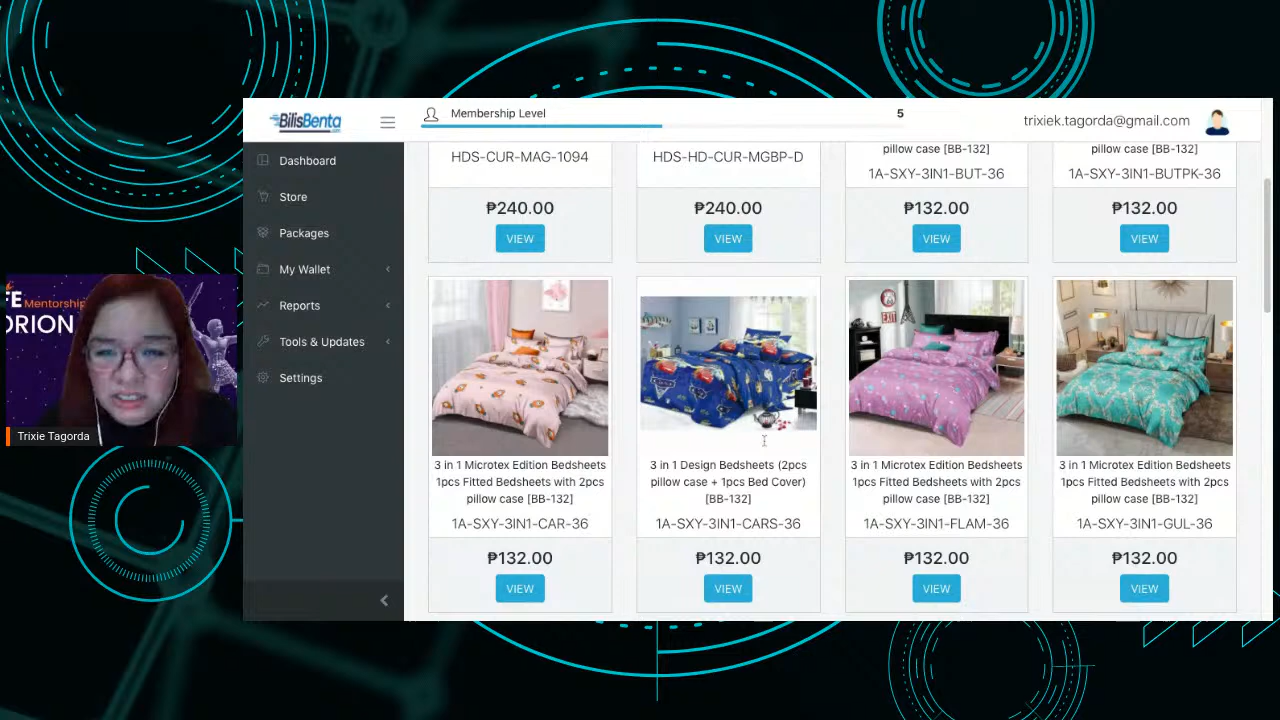 BilisBenta
.com
Membership Level
5
trixiek.tagorda@gmail.com
Dashboard
Store
Packages
My Wallet
Reports
Tools & Updates
Settings
HDS-CUR-MAG-1094
₱240.00
VIEW
HDS-HD-CUR-MGBP-D
₱240.00
VIEW
pillow case [BB-132]
1A-SXY-3IN1-BUT-36
₱132.00
VIEW
pillow case [BB-132]
1A-SXY-3IN1-BUTPK-36
₱132.00
VIEW
3 in 1 Microtex Edition Bedsheets
1pcs Fitted Bedsheets with 2pcs
pillow case [BB-132]
1A-SXY-3IN1-CAR-36
₱132.00
VIEW
3 in 1 Design Bedsheets (2pcs
pillow case + 1pcs Bed Cover)
[BB-132]
1A-SXY-3IN1-CARS-36
₱132.00
VIEW
EXIT
3 in 1 Microtex Edition Bedsheets
1pcs Fitted Bedsheets with 2pcs
pillow case [BB-132]
1A-SXY-3IN1-FLAM-36
₱132.00
VIEW
3 in 1 Microtex Edition Bedsheets
1pcs Fitted Bedsheets with 2pcs
pillow case [BB-132]
1A-SXY-3IN1-GUL-36
₱132.00
VIEW
FE Mentorship
ORION
Trixie Tagorda